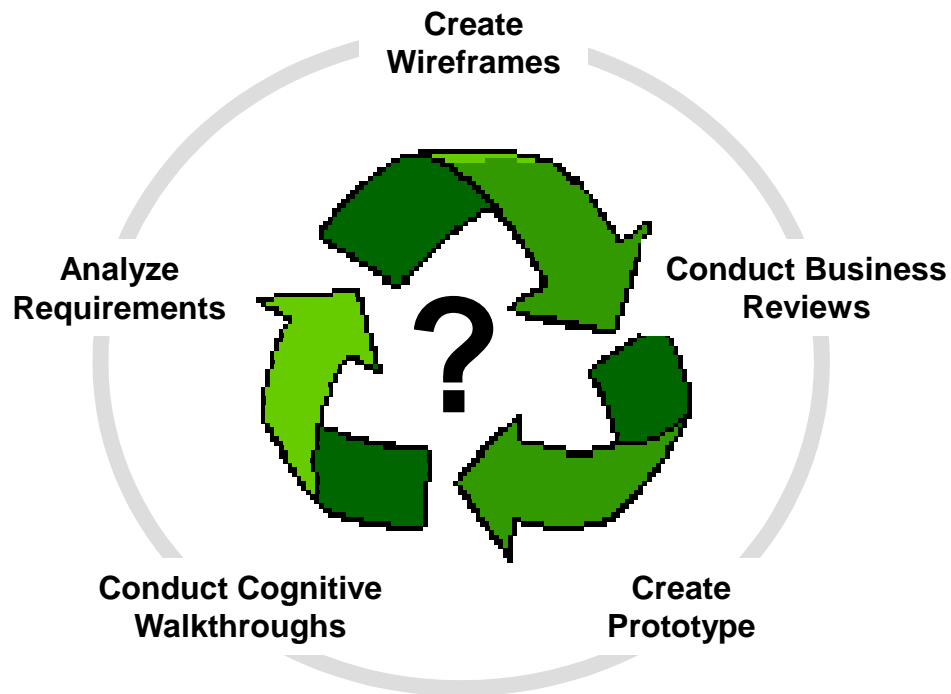 Create
Wireframes
Analyze
Requirements
Conduct Business
Reviews
?
Conduct Cognitive
Walkthroughs
Create
Prototype